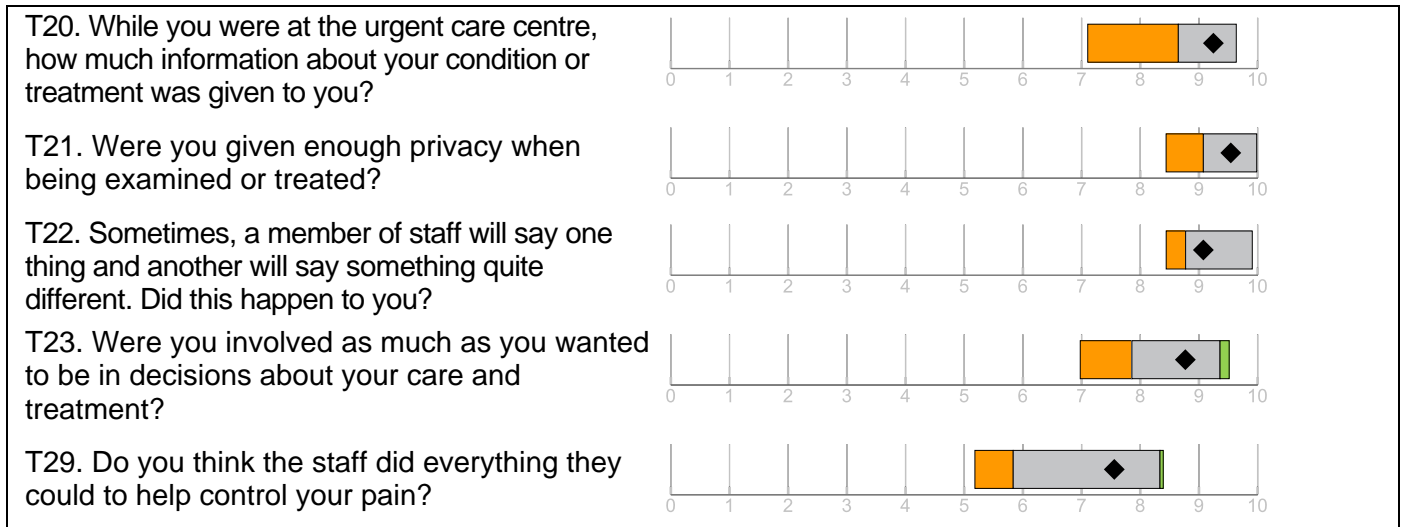 T20. While you were at the urgent care centre,
how much information about your condition or
treatment was given to you?
0 1 2 3 4 5 6 7 8 9 10
T21. Were you given enough privacy when
being examined or treated?
0 1 2 3 4 5 6 7 8 9 10
T22. Sometimes, a member of staff will say one
thing and another will say something quite
different. Did this happen to you?
0 1 2 3 4 5 6 7 8 9 10
T23. Were you involved as much as you wanted
to be in decisions about your care and
treatment?
0 1 2 3 4 5 6 7 8 9 10
T29. Do you think the staff did everything they
could to help control your pain?
0 1 2 3 4 5 6 7 8 9 10